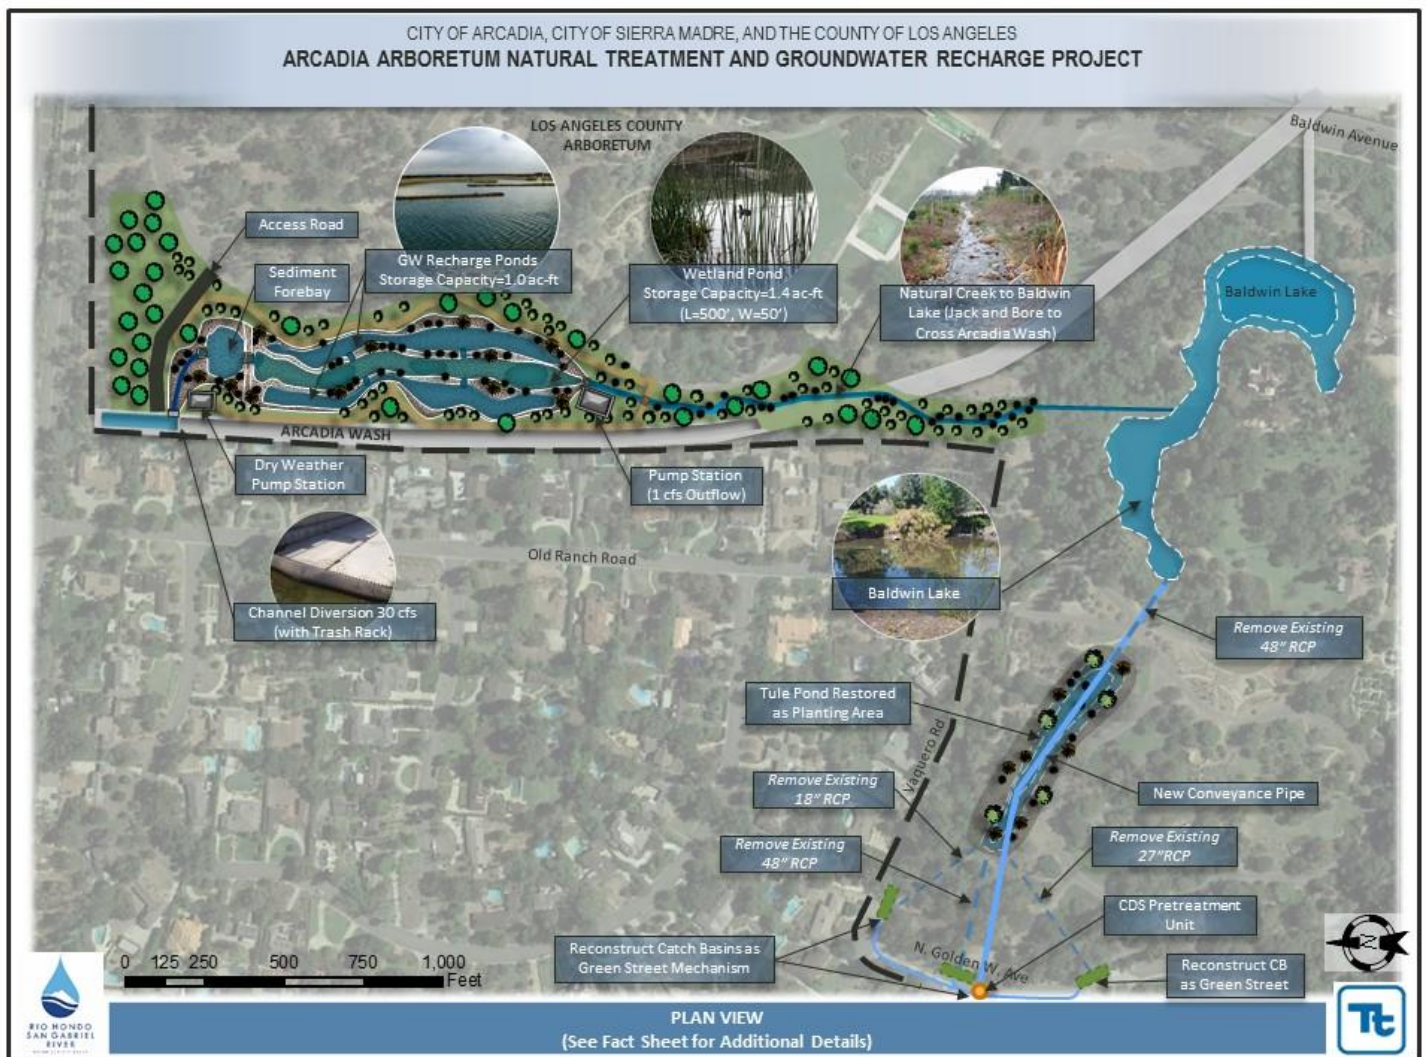 CITY OF ARCADIA, CITY OF SIERRA MADRE, AND THE COUNTY OF LOS ANGELES
ARCADIA ARBORETUM NATURAL TREATMENT AND GROUNDWATER RECHARGE PROJECT
LOS ANGELES COUNTY
ARBORETUM
Baldwin Avenue
Access Road
Sediment
Forebay
GW Recharge Ponds
Storage Capacity=1.0 ac-ft
Wetland Pond
Storage Capacity=1.4 ac-ft
(L=500', W=50')
Natural Creek to Baldwin
Lake (Jack and Bore to
Cross Arcadia Wash)
Baldwin Lake
ARCADIA WASH
Dry Weather
Pump Station
Pump Station
(1 cfs Outflow)
Old Ranch Road
Channel Diversion 30 cfs
(with Trash Rack)
Baldwin Lake
Remove Existing
48" RCP
Tule Pond Restored
as Planting Area
Vaquero Rd
Remove Existing
18" RCP
New Conveyance Pipe
Remove Existing
48" RCP
Remove Existing
27"RCP
CDS Pretreatment
Unit
Reconstruct Catch Basins as
Green Street Mechanism
N. Golden W. Ave
Reconstruct CB
as Green Street
0 125 250 500 750 1,000
Feet
N
RIO HONDO
SAN GABRIEL
RIVER
PLAN VIEW
(See Fact Sheet for Additional Details)
Tt